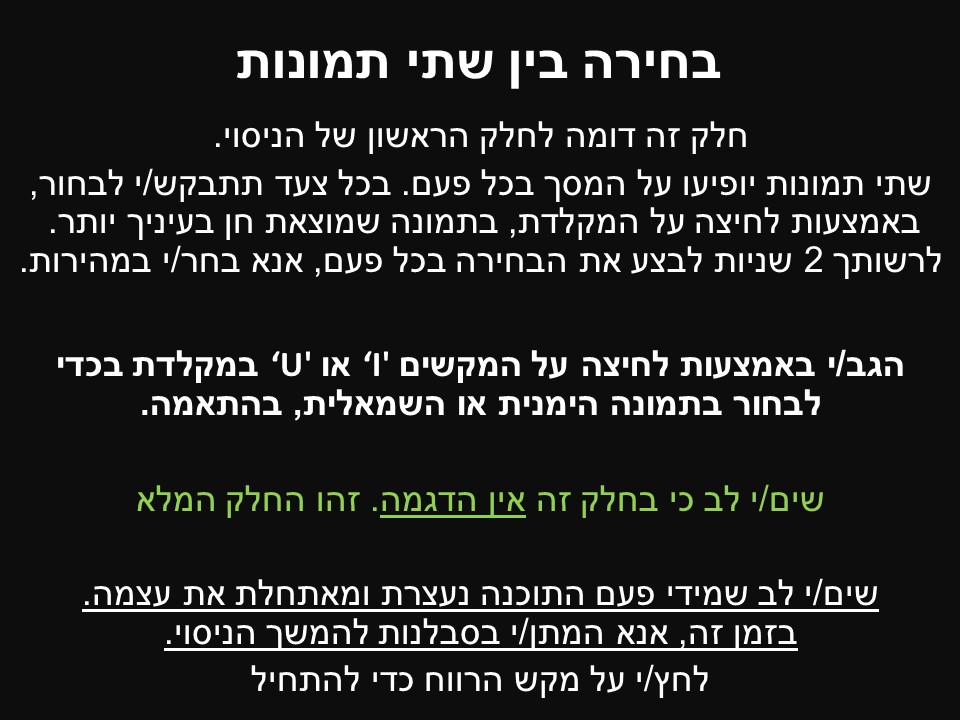 בחירה בין שתי תמונות
חלק זה דומה לחלק הראשון של הניסוי.
שתי תמונות יופיעו על המסך בכל פעם. בכל צעד תתבקש/י לבחור,
באמצעות לחיצה על המקלדת, בתמונה שמוצאת חן בעיניך יותר.
לרשותך 2 שניות לבצע את הבחירה בכל פעם, אנא בחר/י במהירות.
הגב/י באמצעות לחיצה על המקשים 'I‘ או 'U‘ במקלדת בכדי
לבחור בתמונה הימנית או השמאלית, בהתאמה.
שים/י לב כי בחלק זה אין הדגמה. זהו החלק המלא
שים/י לב שמידי פעם התוכנה נעצרת ומאתחלת את עצמה.
בזמן זה, אנא המתן/י בסבלנות להמשך הניסוי.
לחץ/י על מקש הרווח כדי להתחיל